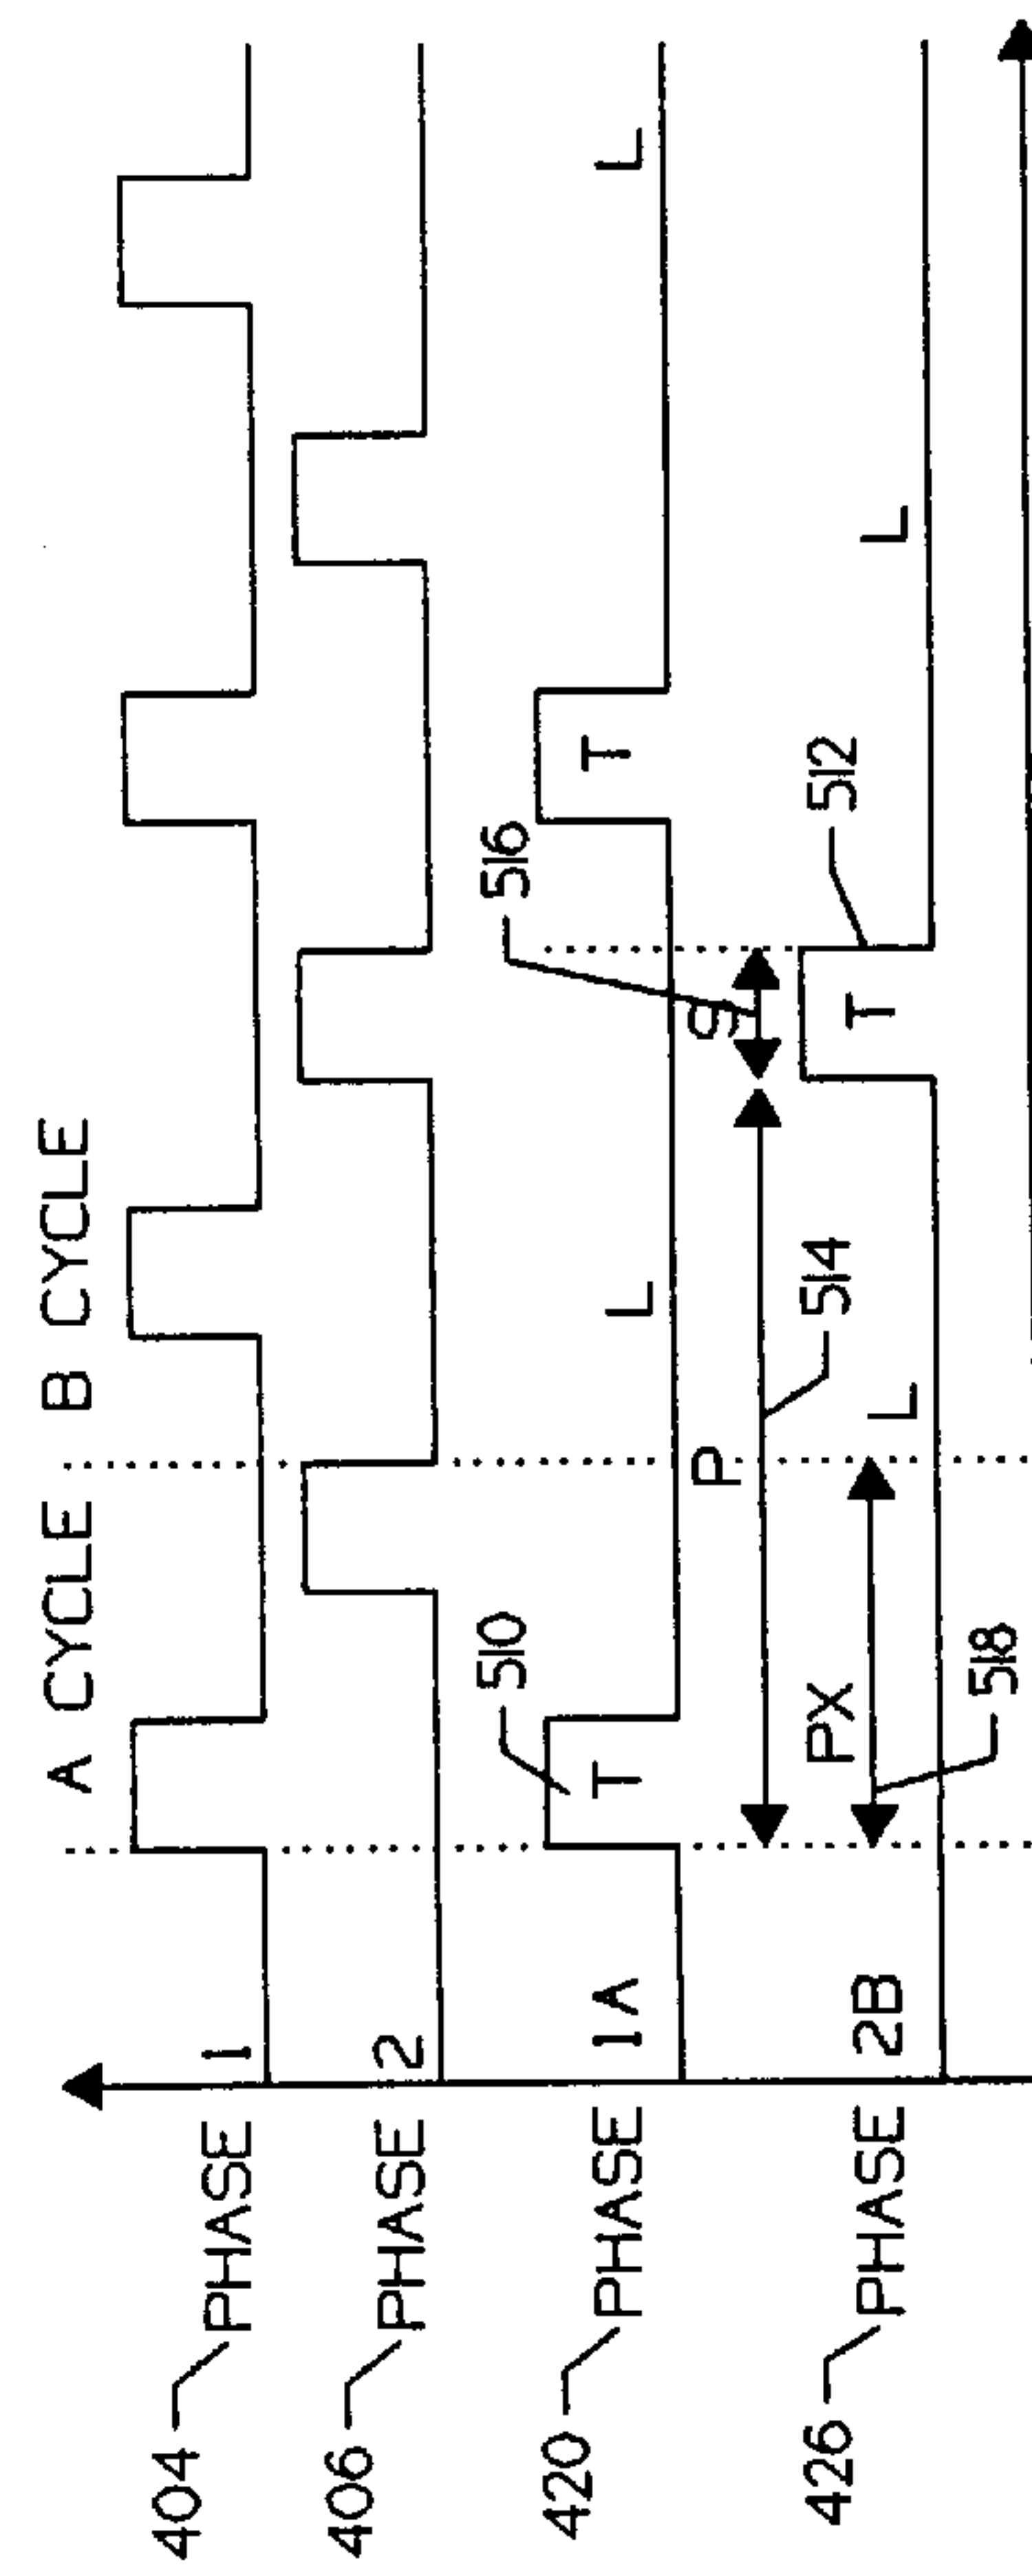 A CYCLE B CYCLE
404 PHASE 1
406 PHASE 2
510
516
420 PHASE 1A T L T L
P
g
PX
514
512
426 PHASE 2B L T L
518